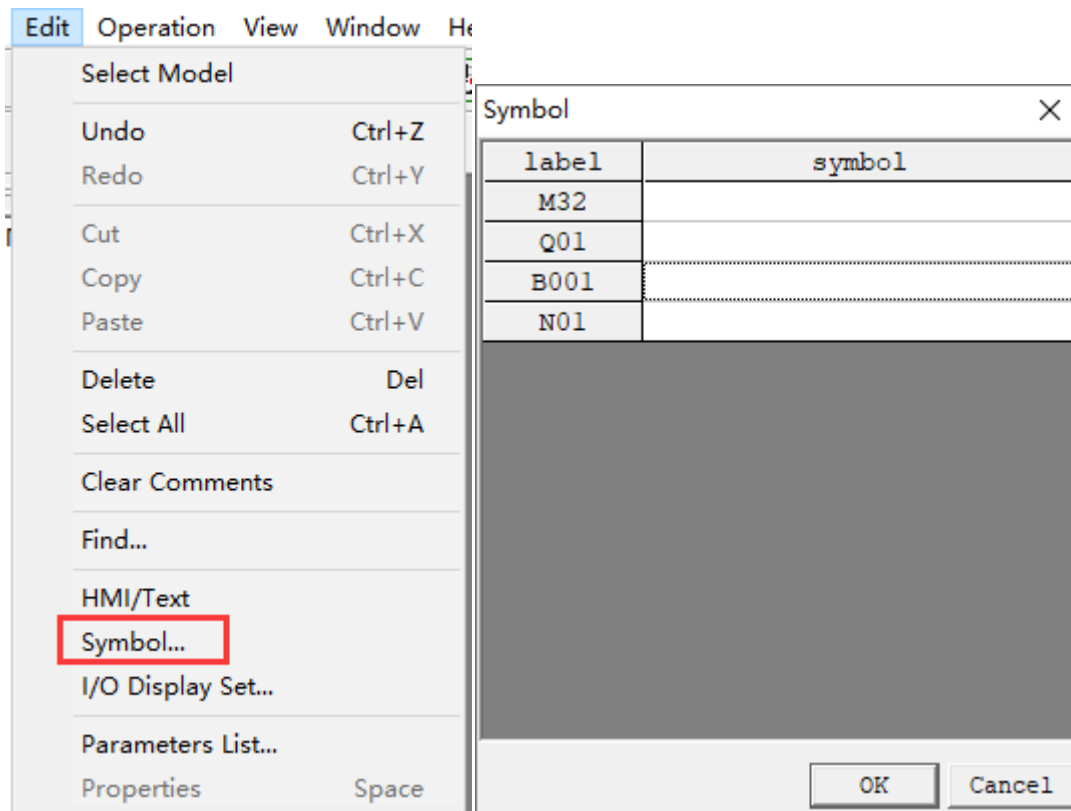 Edit Operation View Window He
Select Model
Undo Ctrl+Z
Redo Ctrl+Y
Cut Ctrl+X
Copy Ctrl+C
Paste Ctrl+V
Delete Del
Select All Ctrl+A
Clear Comments
Find...
HMI/Text
Symbol...
I/O Display Set...
Parameters List...
Properties Space
Symbol
label symbol
M32
Q01
B001
N01
OK Cancel